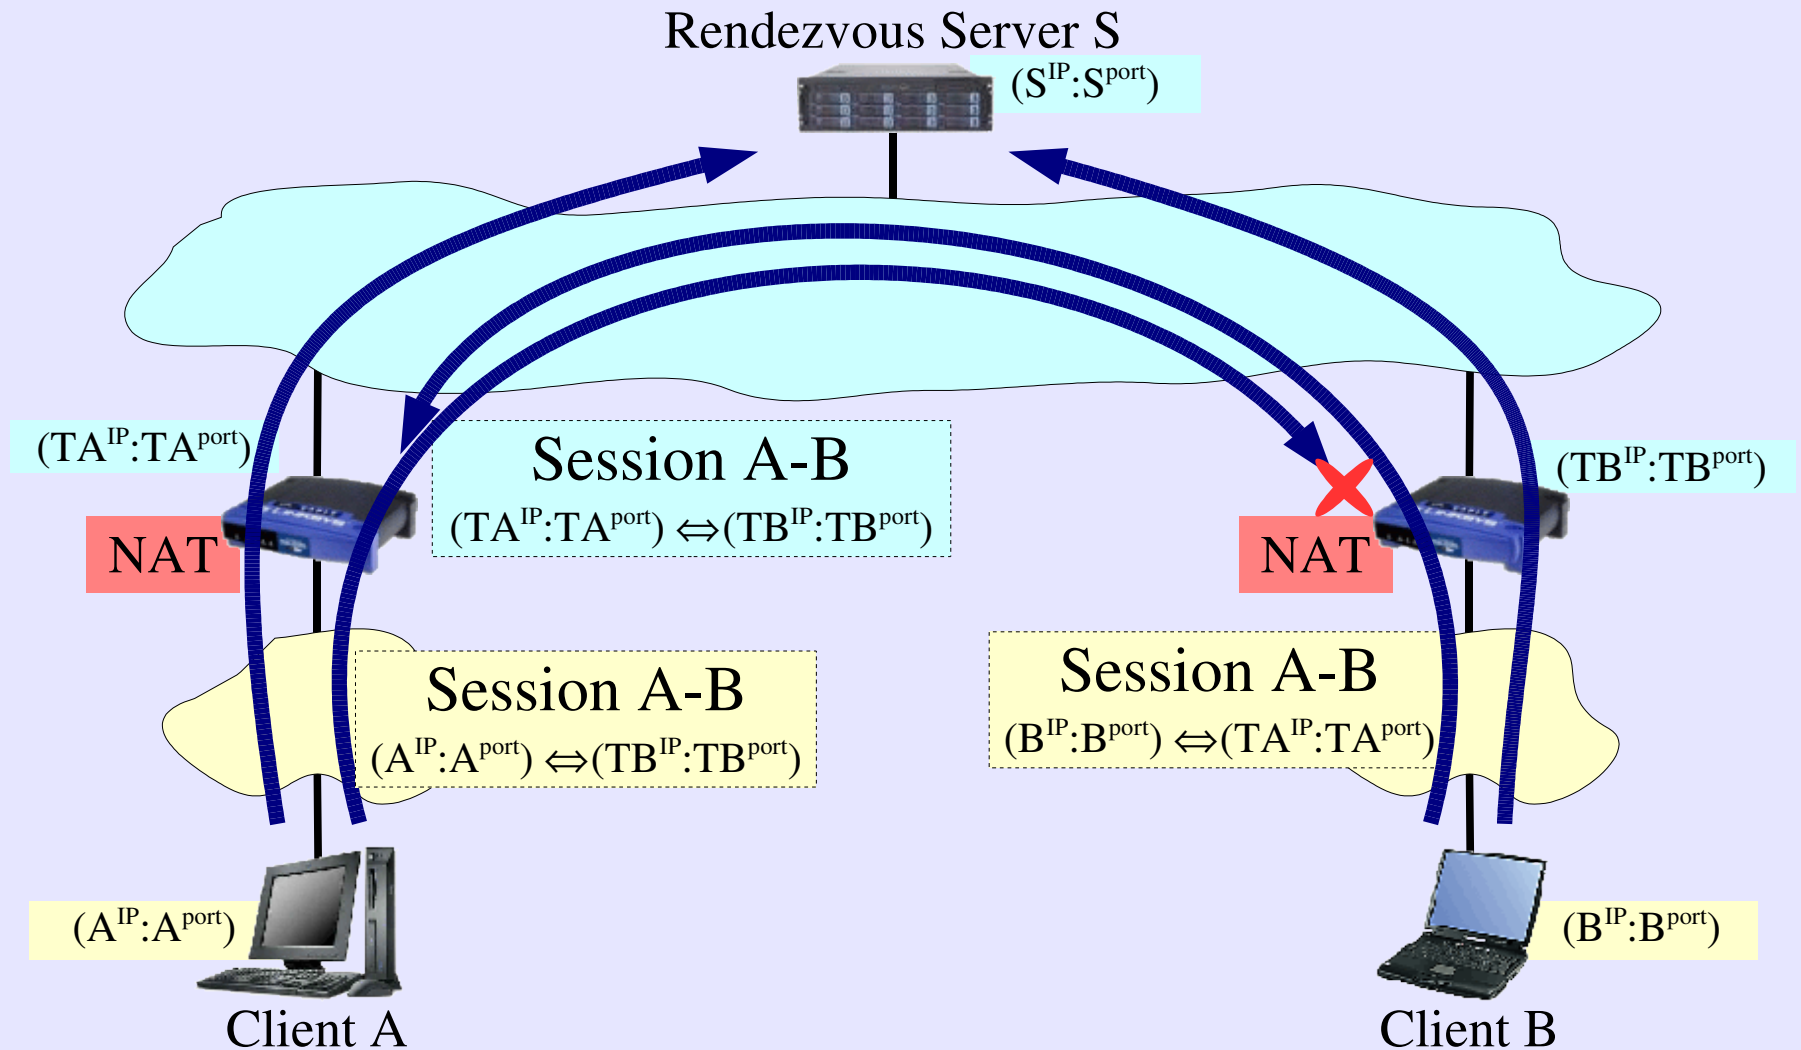 Rendezvous Server S
(S^IP:S^port)
(TA^IP:TA^port)
Session A-B
(TA^IP:TA^port) ⇔(TB^IP:TB^port)
(TB^IP:TB^port)
NAT
NAT
LINKSYS
LINKSYS
Session A-B
(A^IP:A^port) ⇔(TB^IP:TB^port)
Session A-B
(B^IP:B^port) ⇔(TA^IP:TA^port)
(A^IP:A^port)
(B^IP:B^port)
Client A
Client B